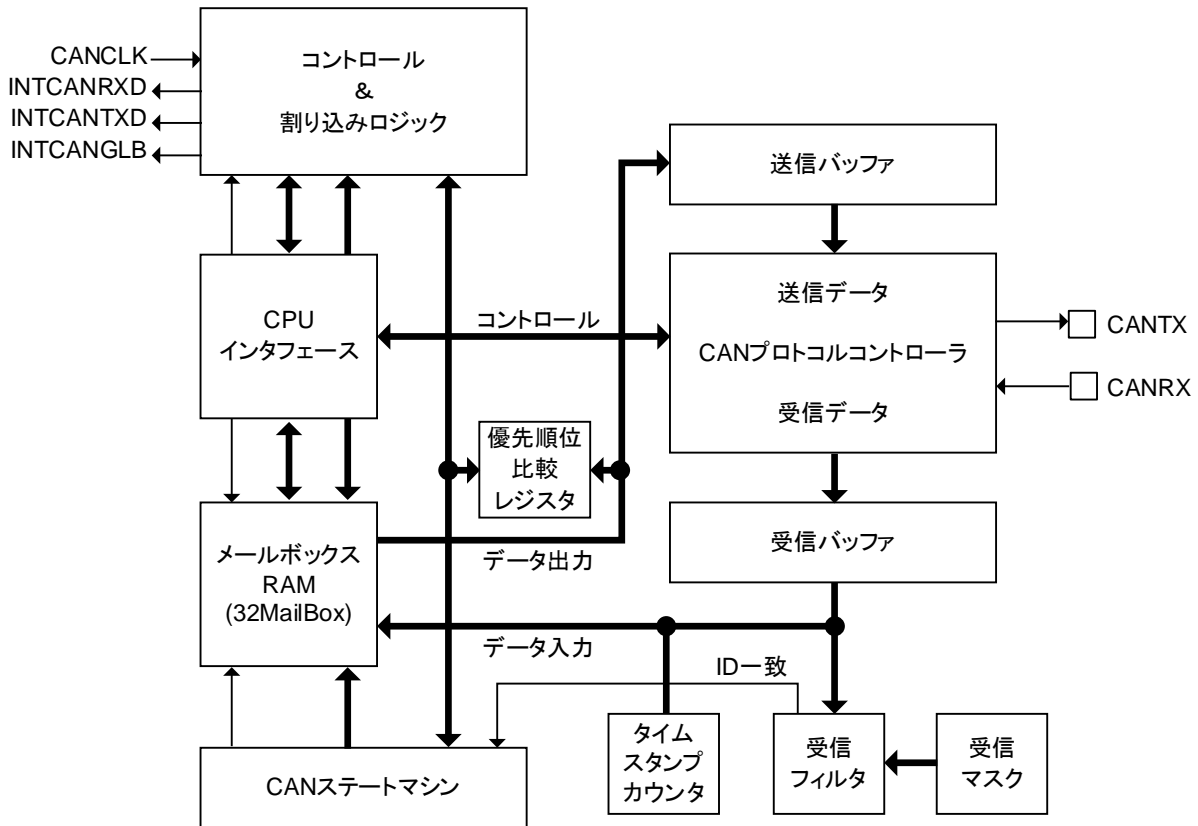 CANCLK
INTCANRXD
INTCANTXD
INTCANGLB
コントロール
&
割り込みロジック
送信バッファ
CPU
インタフェース
コントロール
送信データ
CANプロトコルコントローラ
受信データ
CANTX
CANRX
優先順位
比較
レジスタ
メールボックス
RAM
(32MailBox)
データ出力
受信バッファ
データ入力
ID一致
CANステートマシン
タイム
スタンプ
カウンタ
受信
フィルタ
受信
マスク